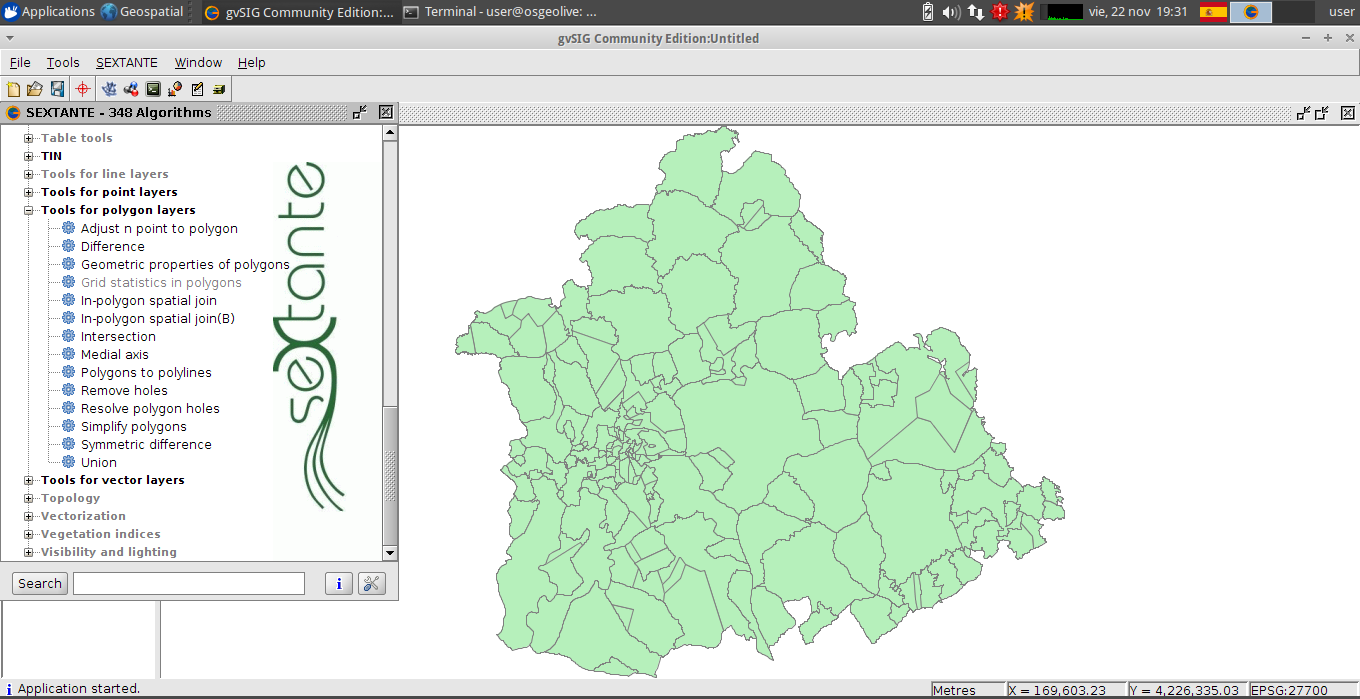 Applications Geospatial gvSIG Community Edition:... Terminal - user@osgeolive: ... vie, 22 nov 19:31 user
gvSIG Community Edition:Untitled
File Tools SEXTANTE Window Help
SEXTANTE - 348 Algorithms
Table tools
TIN
Tools for line layers
Tools for point layers
Tools for polygon layers
Adjust n point to polygon
Difference
Geometric properties of polygons
Grid statistics in polygons
In-polygon spatial join
In-polygon spatial join(B)
Intersection
Medial axis
Polygons to polylines
Remove holes
Resolve polygon holes
Simplify polygons
Symmetric difference
Union
Tools for vector layers
Topology
Vectorization
Vegetation indices
Visibility and lighting
sextante
Search
i
Application started. Metres X = 169,603.23 Y = 4,226,335.03 EPSG:27700